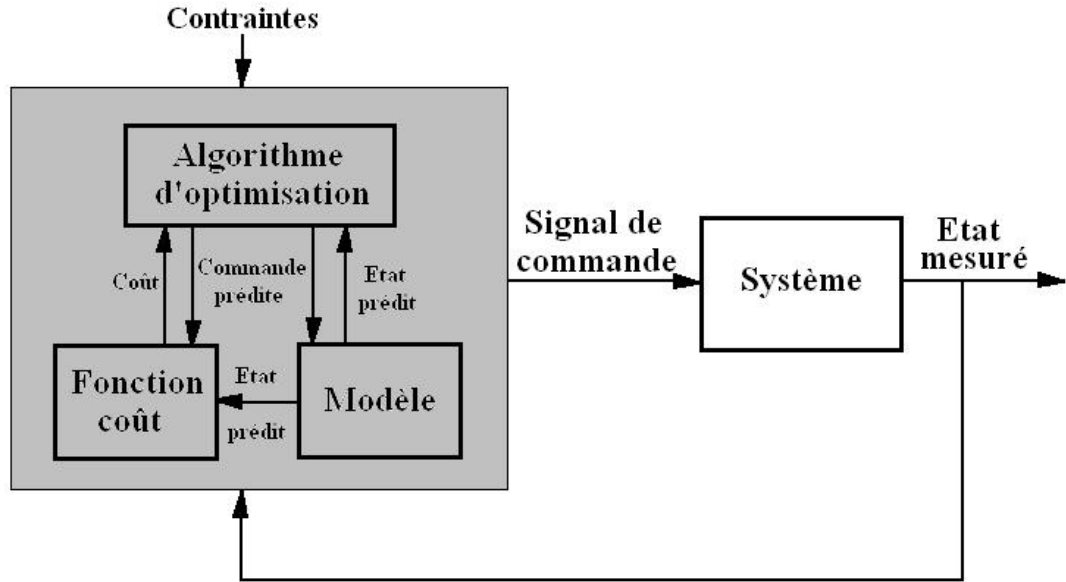 Contraintes
Algorithme
d'optimisation
Signal de
commande
Etat
mesuré
Système
Coût
Commande
prédite
Etat
prédit
Fonction
coût
Etat
prédit
Modèle